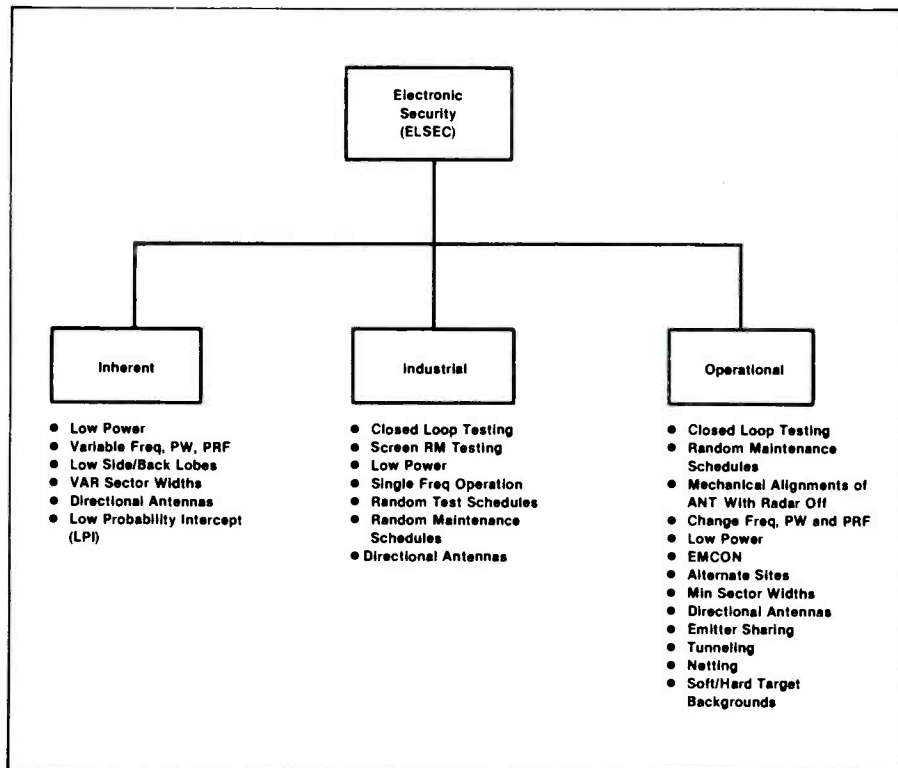 Electronic
Security
(ELSEC)
Inherent
● Low Power
● Variable Freq, PW, PRF
● Low Side/Back Lobes
● VAR Sector Widths
● Directional Antennas
● Low Probability Intercept
(LPI)
Industrial
● Closed Loop Testing
● Screen RM Testing
● Low Power
● Single Freq Operation
● Random Test Schedules
● Random Maintenance
Schedules
● Directional Antennas
Operational
● Closed Loop Testing
● Random Maintenance
Schedules
● Mechanical Alignments of
ANT With Radar Off
● Change Freq, PW and PRF
● Low Power
● EMCON
● Alternate Sites
● Min Sector Widths
● Directional Antennas
● Emitter Sharing
● Tunneling
● Netting
● Soft/Hard Target
Backgrounds